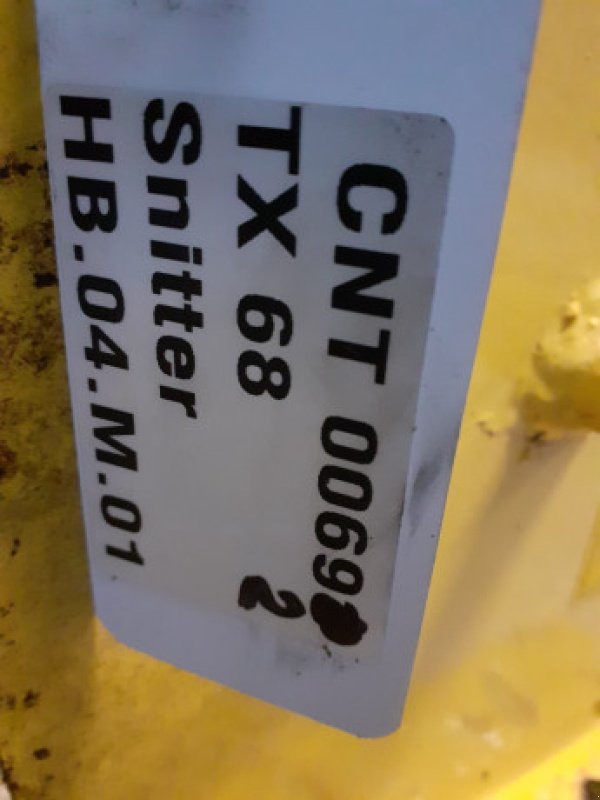 CNT 0069
2
TX 68
Snitter
HB.04.M.01